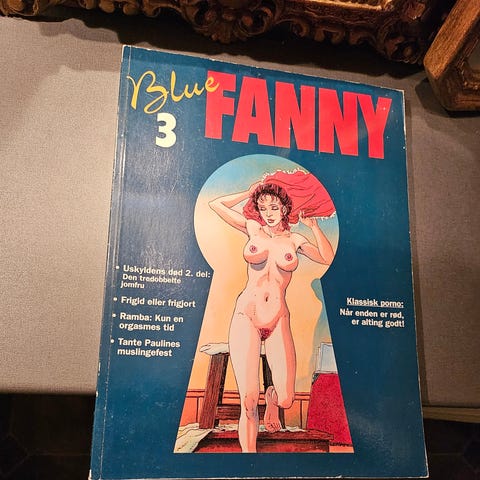 Blue
FANNY
3
• Uskyldens død 2. del:
Den tredobbelte
jomfru
• Frigid eller frigjort
• Ramba: Kun en
orgasmes tid
• Tante Paulines
muslingefest
Klassisk porno:
Når enden er rød,
er alting godt!